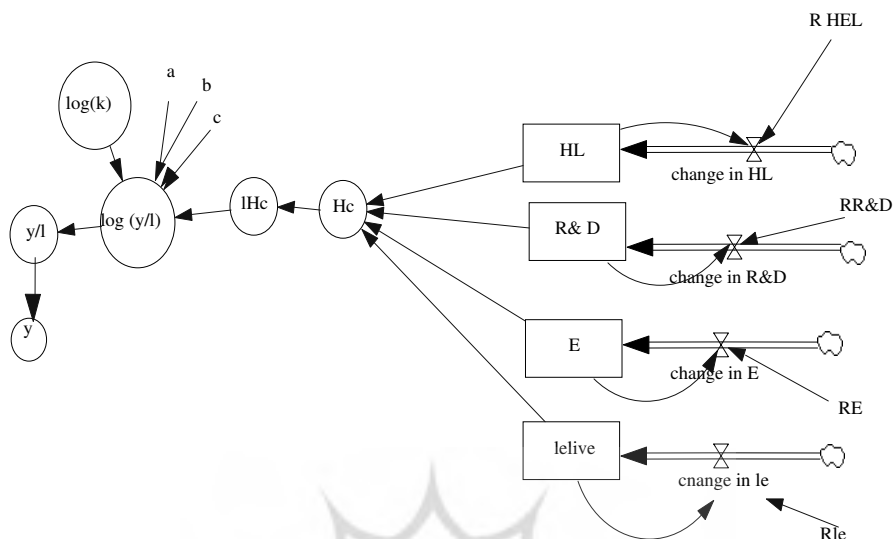 R HEL
a
log(k)
b
c
HL
change in HL
lHc
Hc
RR&D
log (y/l)
R& D
y/l
change in R&D
y
E
change in E
RE
lelive
cnange in le
Rle